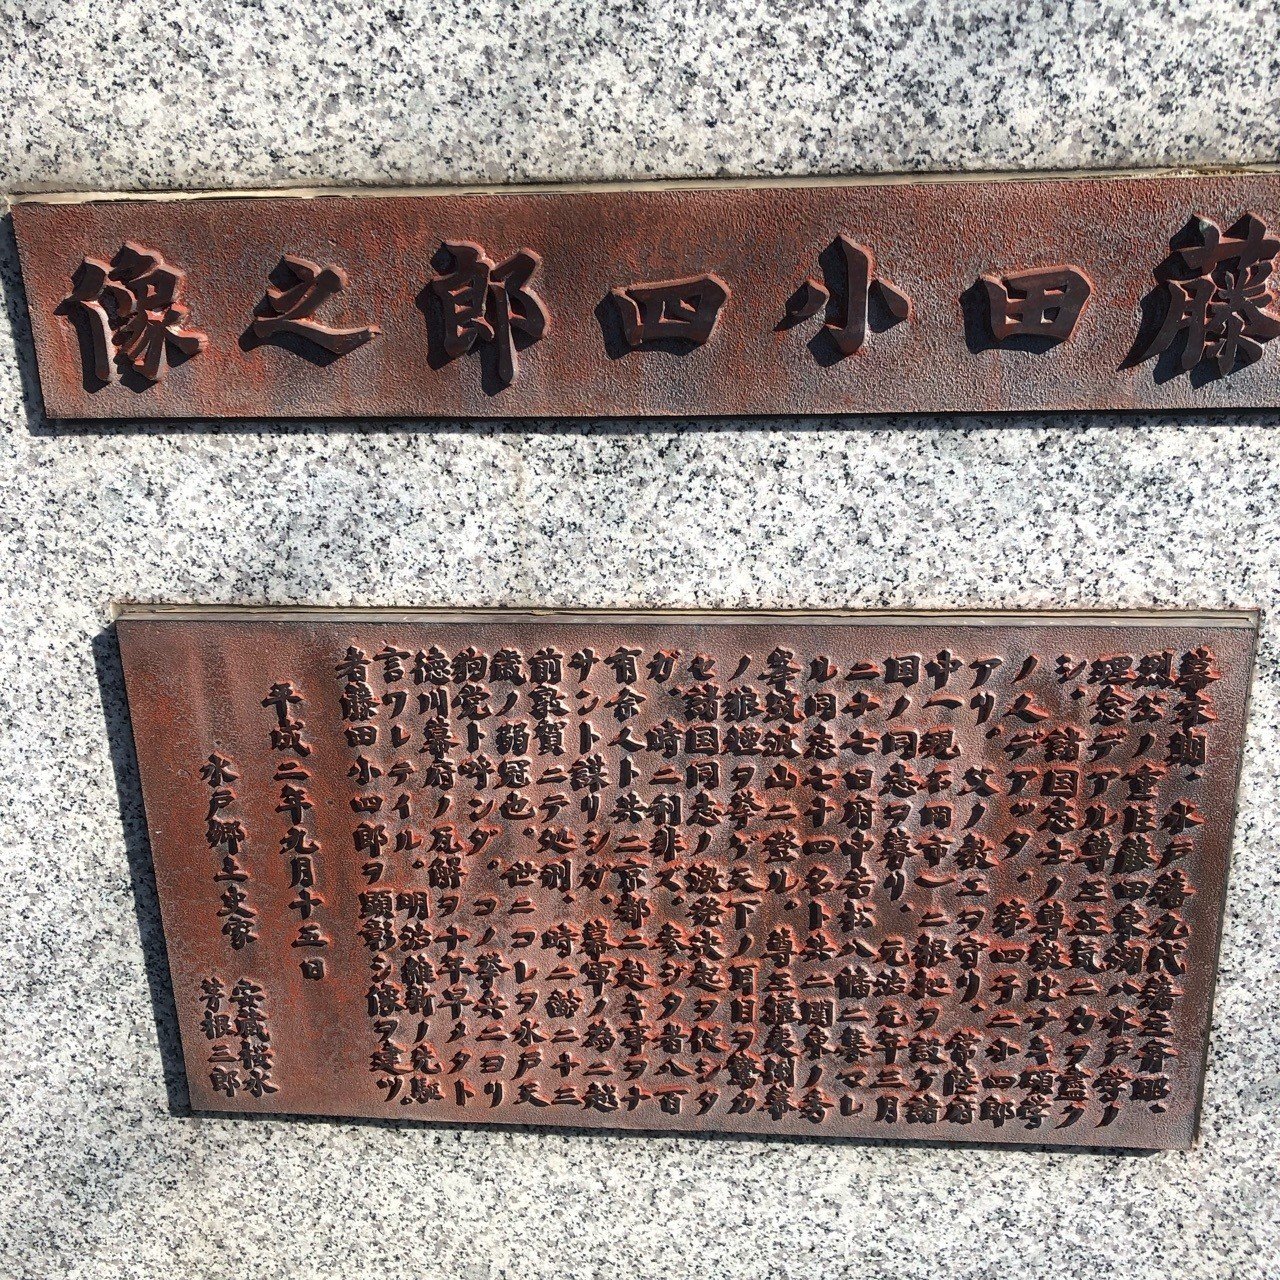 藤田小四郎之像
幕末期、水戸藩九代藩主斉昭、
烈公ノ重臣藤田東湖ハ水戸学ノ
理念デアル尊王正気ニ力ヲ盡ク
シ、諸国志士ノ尊敬比ナキ碩学
ノ人デアッタ。第四子ニ小四郎
アリ、父ノ教エヲ守リ、常陸府
中ー現石岡市ーニ根拠ヲ設ケ諸
国ノ同志ヲ募リ、元治元年三月
二十七日府中若松八幡ニ集マレ
ル同志七十四名ト共ニ関東ノ秀
峯筑波山ニ登ル。尊王攘夷開幕
ノ狼煙ヲ挙ゲ天下ノ耳目ヲ驚カ
セ諸国同志ノ激発決起ヲ促シタ
ガ、時ニ利非ズ、奏シタ者八百
有余人ト共ニ京都ニ赴キ事ヲナ
サント謀リシガ、幕軍ノ為ニ越
前敦賀ニテ処刑、時ニ齢二十三
歳ノ弱冠也。世ニコレヲ水戸天
狗党ト呼ンダ。コノ挙兵ニヨリ
徳川幕府ノ瓦解ヲ十年早メタト
言ワレテイル。明治維新ノ先駆
者藤田小四郎ヲ顕彰シ像ヲ建ツ。
平成二年九月十五日
水戸郷土史家 安蔵桜水
芳根三郎